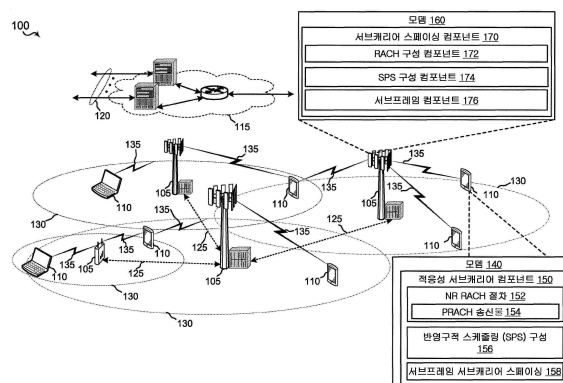 100
모뎀 160
서브캐리어 스페이싱 컴포넌트 170
RACH 구성 컴포넌트 172
SPS 구성 컴포넌트 174
서브프레임 컴포넌트 176
120
115
135
135
135
135
105
110
110
105
110
130
130
135
135
135
125
125
135
135
105
110
110
110
105
125
110
130
130
모뎀 140
적응성 서브캐리어 컴포넌트 150
NR RACH 절차 152
PRACH 송신물 154
반영구적 스케줄링 (SPS) 구성
156
서브프레임 서브캐리어 스페이싱 158